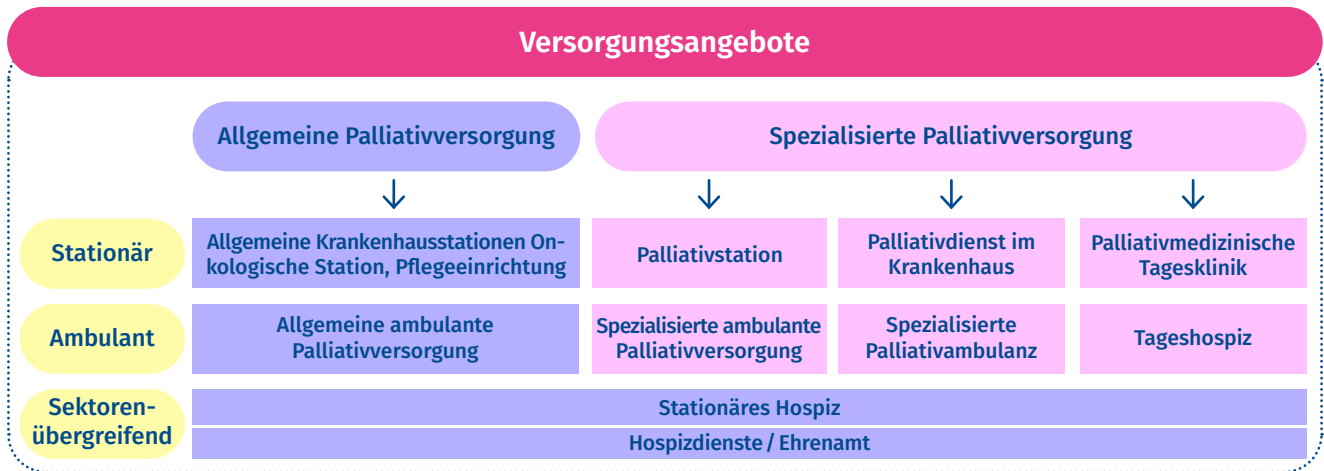 Versorgungsangebote
Allgemeine Palliativversorgung
Spezialisierte Palliativversorgung
Stationär
Allgemeine Krankenhausstationen On-
kologische Station, Pflegeeinrichtung
Palliativstation
Palliativdienst im
Krankenhaus
Palliativmedizinische
Tagesklinik
Ambulant
Allgemeine ambulante
Palliativversorgung
Spezialisierte ambulante
Palliativversorgung
Spezialisierte
Palliativambulanz
Tageshospiz
Sektoren-
übergreifend
Stationäres Hospiz
Hospizdienste / Ehrenamt